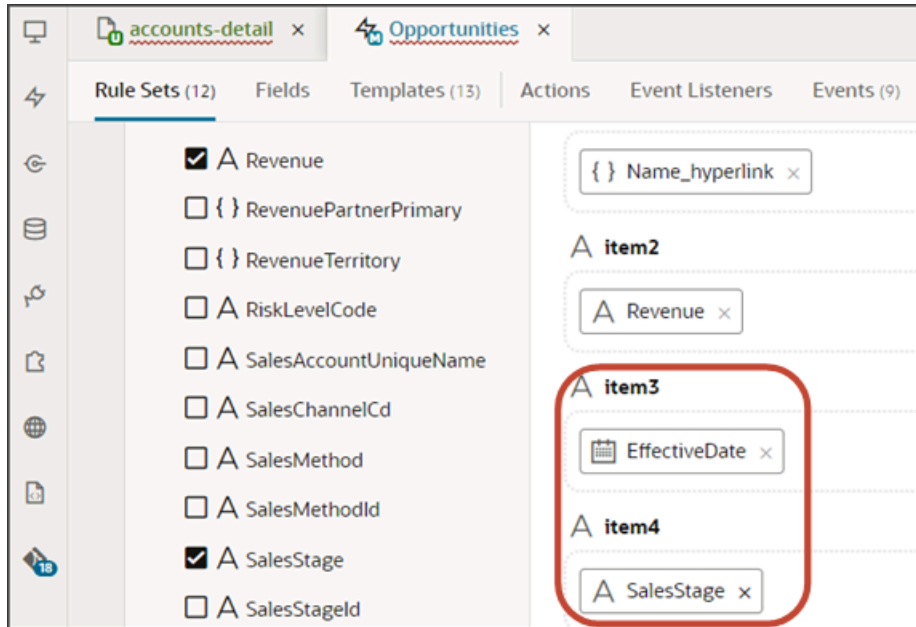 accounts-detail × Opportunities ×
Rule Sets (12) Fields Templates (13) Actions Event Listeners Events (9)
Revenue
{ } RevenuePartnerPrimary
{ } RevenueTerritory
RiskLevelCode
SalesAccountUniqueName
SalesChannelCd
SalesMethod
SalesMethodId
SalesStage
SalesStageId
{ } Name_hyperlink ×
item2
Revenue ×
item3
EffectiveDate ×
item4
SalesStage ×
18